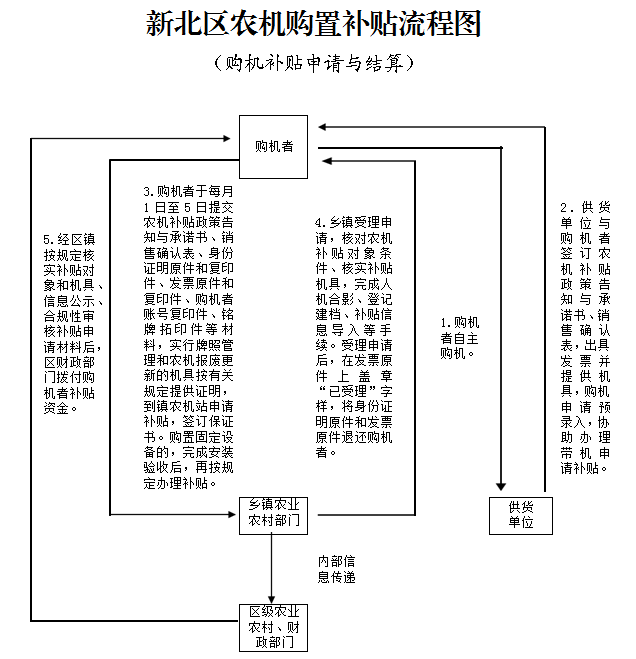 新北区农机购置补贴流程图
（购机补贴申请与结算）
购机者
5.经区镇
按规定核
实补贴对
象和机具、
信息公示、
合规性审
核补贴申
请材料后，
区财政部
门拨付购
机者补贴
资金。
3.购机者于每月
1日至5日提交
农机补贴政策告
知与承诺书、销
售确认表、身份
证明原件和复印
件、发票原件和
复印件、购机者
账号复印件、铭
牌拓印件等材
料，实行牌照管
理和农机报废更
新的机具按有关
规定提供证明，
到镇农机站申请
补贴，签订保证
书。购置固定设
备的，完成安装
验收后，再按规
定办理补贴。
4.乡镇受理申
请，核对农机
补贴对象条
件、核实补贴
机具，完成人
机合影、登记
建档、补贴信
息导入等手
续。受理申请
后，在发票原
件上盖章
“已受理”字
样，将身份证
明原件和发票
原件退还购机
者。
1.购机
者自主
购机。
2.供货
单位与
购机者
签订农
机补贴
政策告
知与承
诺书、销
售确认
表，出具
发票并
提供机
具，购机
申请预
录入，协
助办理
带机申
请补贴。
乡镇农业
农村部门
供货
单位
内部信
息传递
区级农业
农村、财
政部门